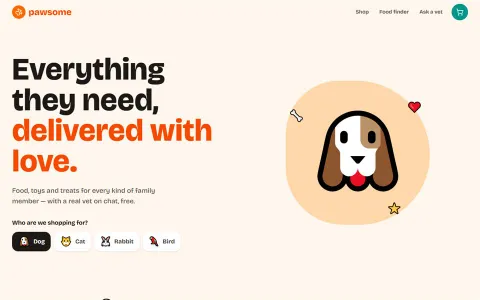 pawsome
Shop Food finder Ask a vet
Everything
they need,
delivered with
love.
Food, toys and treats for every kind of family
member — with a real vet on chat, free.
Who are we shopping for?
Dog Cat Rabbit Bird